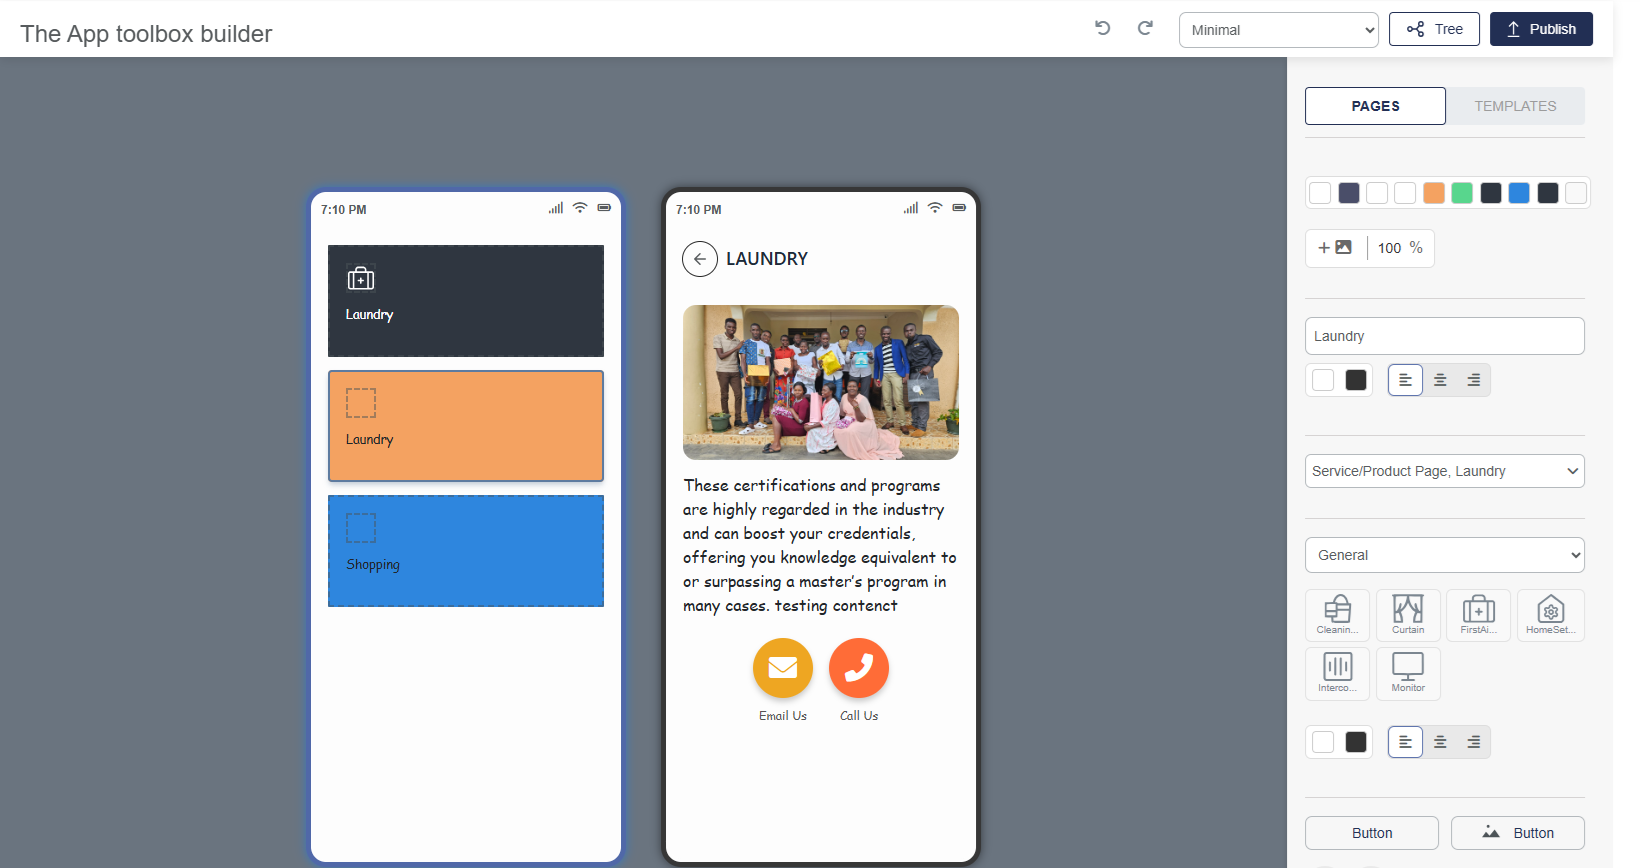 The App toolbox builder
Minimal
Tree
Publish
7:10 PM
Laundry
Laundry
Shopping
7:10 PM
LAUNDRY
These certifications and programs
are highly regarded in the industry
and can boost your credentials,
offering you knowledge equivalent to
or surpassing a master's program in
many cases. testing contenct
Email Us
Call Us
PAGES
TEMPLATES
100 %
Laundry
Service/Product Page, Laundry
General
Cleanin...
Curtain
FirstAi...
HomeSet...
Interco...
Monitor
Button
Button